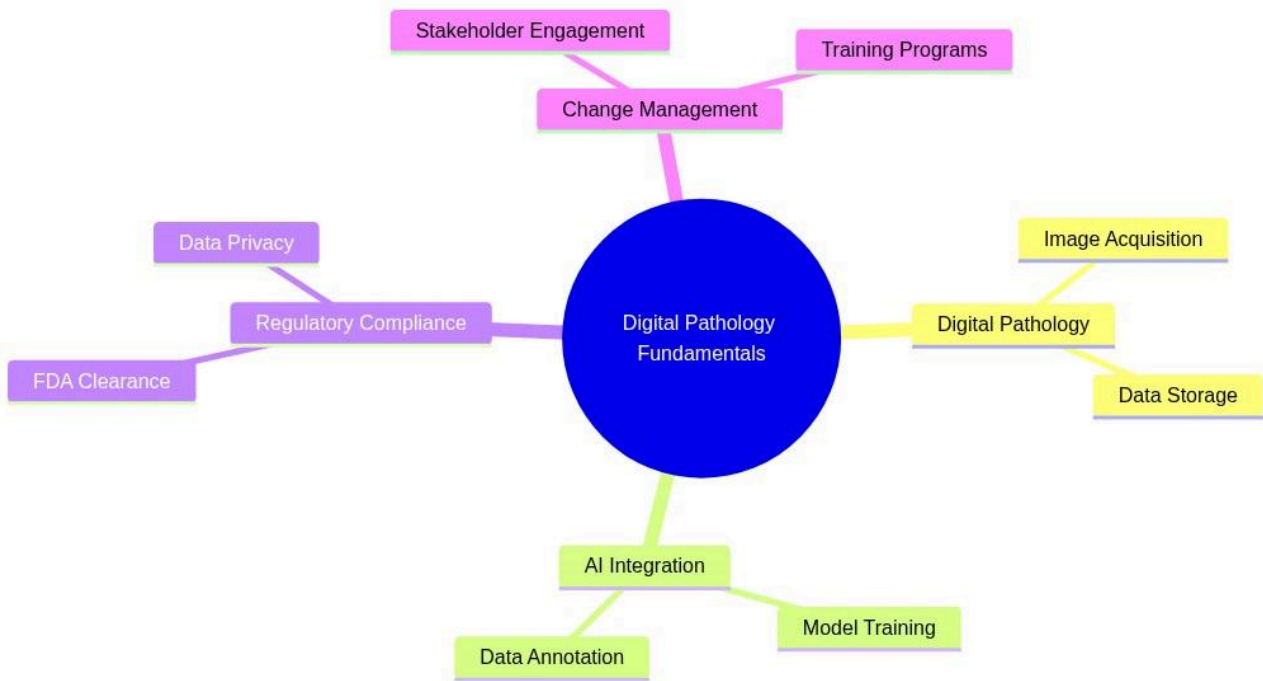 Stakeholder Engagement
Training Programs
Change Management
Data Privacy
Image Acquisition
Regulatory Compliance
Digital Pathology
Fundamentals
Digital Pathology
FDA Clearance
Data Storage
AI Integration
Model Training
Data Annotation